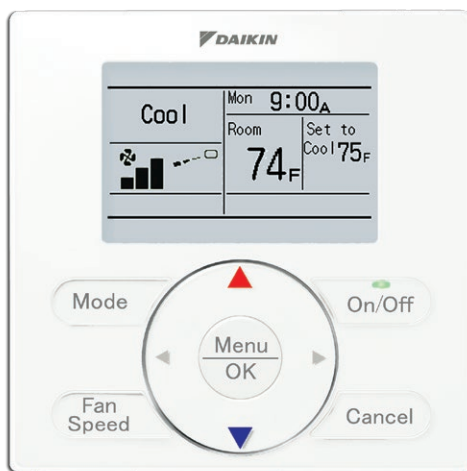 DAIKIN
Cool
Mon 9:00A
Room
74F
Set to
Cool 75F
Mode
On/Off
Menu
OK
Fan
Speed
Cancel